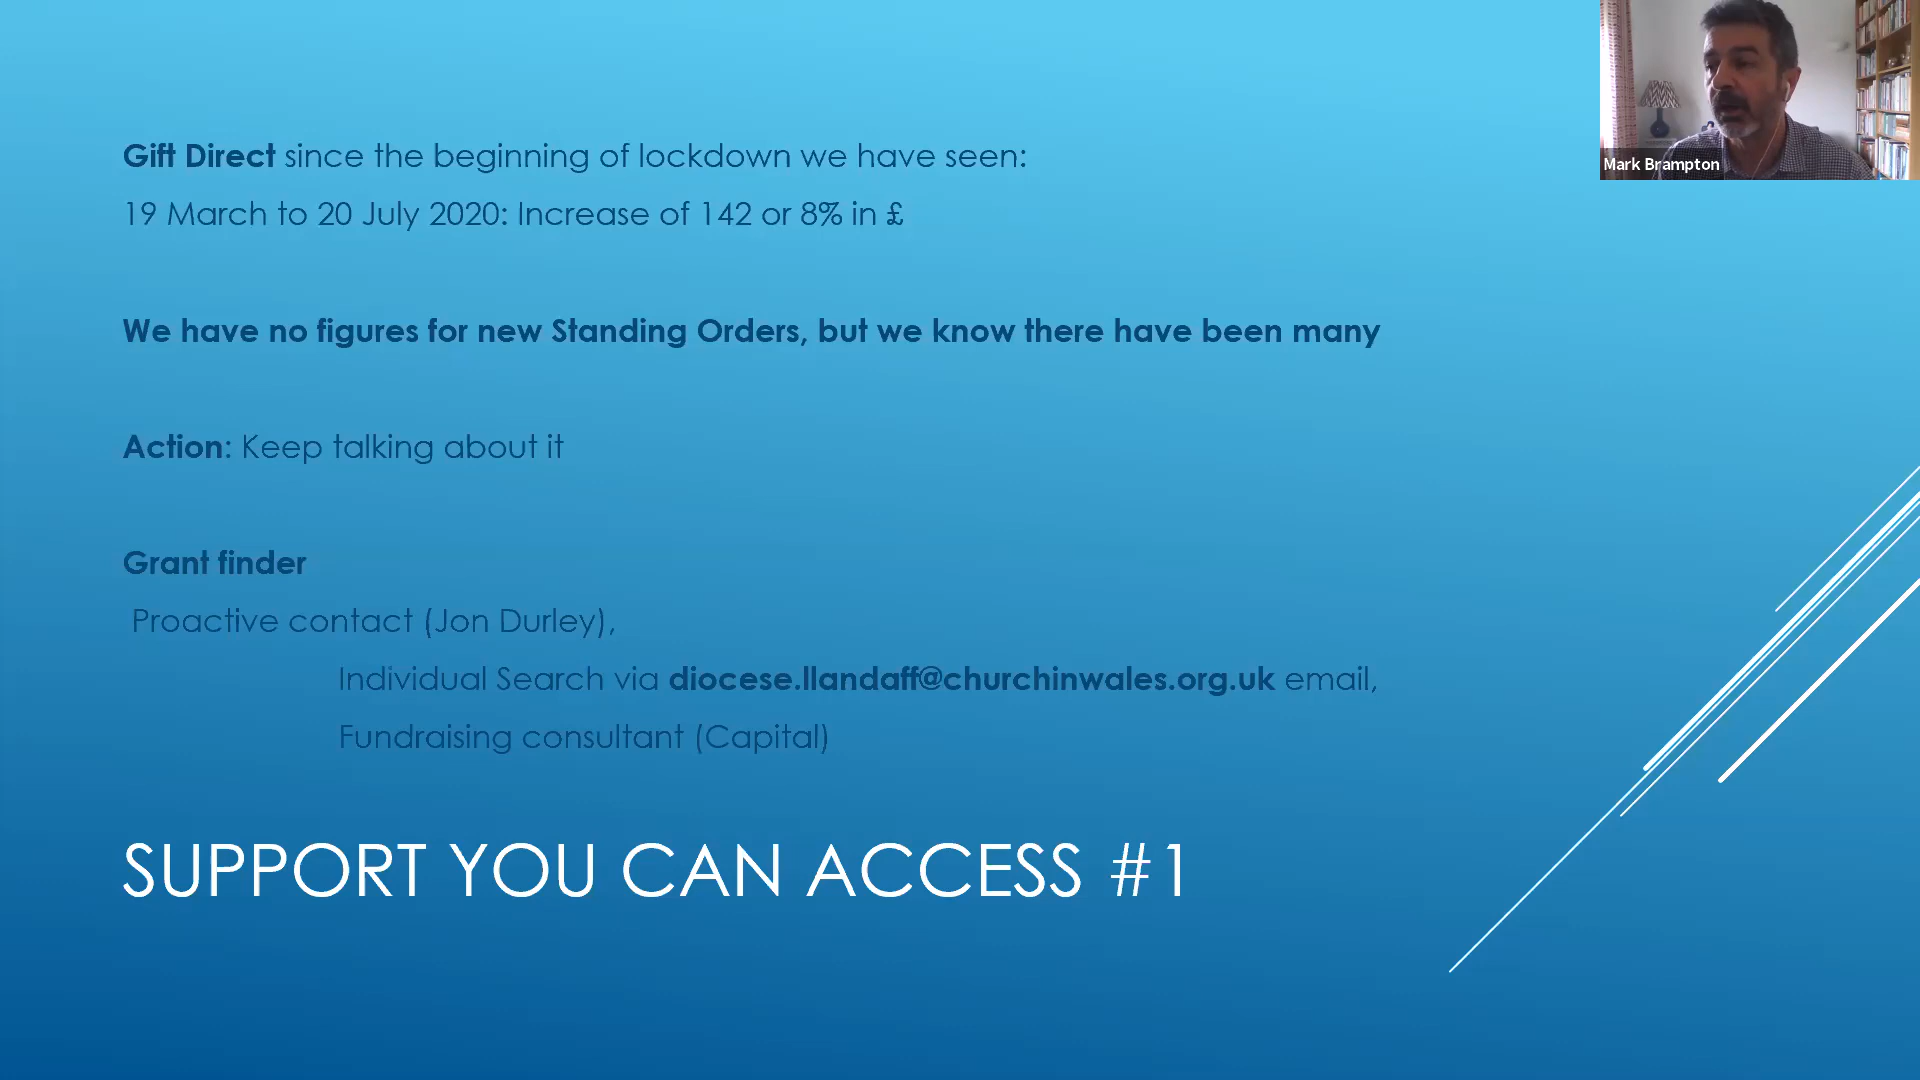 Gift Direct since the beginning of lockdown we have seen:
19 March to 20 July 2020: Increase of 142 or 8% in £
We have no figures for new Standing Orders, but we know there have been many
Action: Keep talking about it
Grant finder
Proactive contact (Jon Durley),
Individual Search via diocese.llandaff@churchinwales.org.uk email,
Fundraising consultant (Capital)
SUPPORT YOU CAN ACCESS #1
Mark Brampton